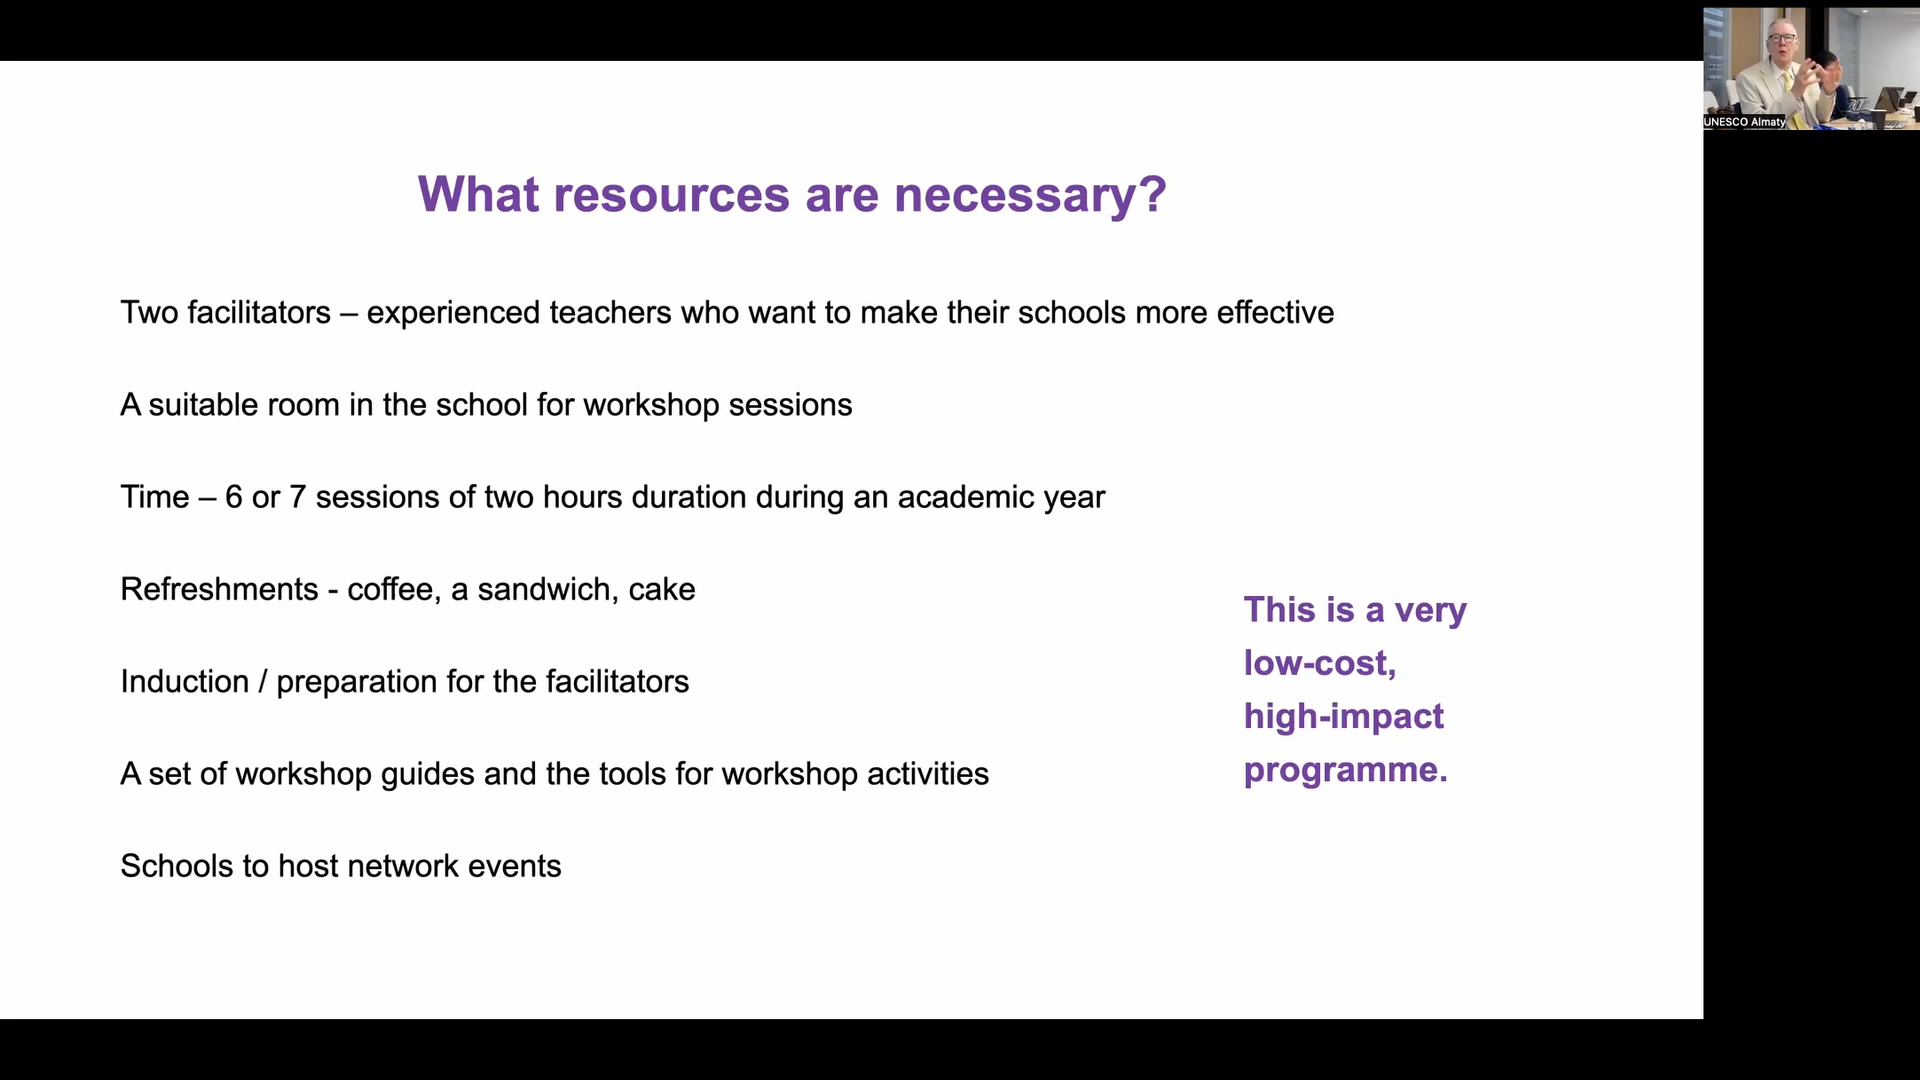 What resources are necessary?
Two facilitators – experienced teachers who want to make their schools more effective
A suitable room in the school for workshop sessions
Time – 6 or 7 sessions of two hours duration during an academic year
Refreshments - coffee, a sandwich, cake
Induction / preparation for the facilitators
A set of workshop guides and the tools for workshop activities
Schools to host network events
This is a very
low-cost,
high-impact
programme.
UNESCO Almaty